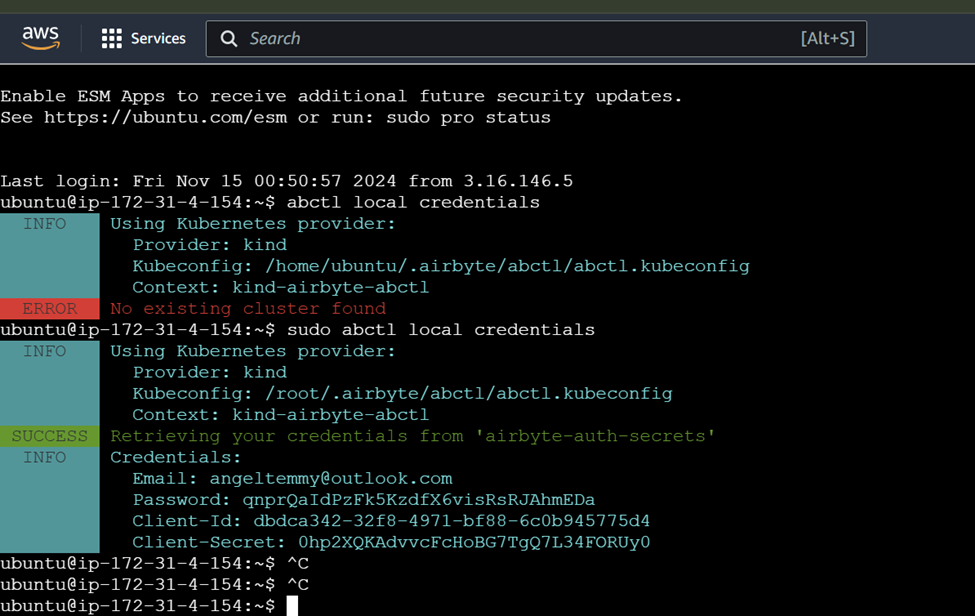 aws Services Search [Alt+S]
Enable ESM Apps to receive additional future security updates.
See https://ubuntu.com/esm or run: sudo pro status
Last login: Fri Nov 15 00:50:57 2024 from 3.16.146.5
ubuntu@ip-172-31-4-154:~$ abctl local credentials
INFO Using Kubernetes provider:
Provider: kind
Kubeconfig: /home/ubuntu/.airbyte/abctl/abctl.kubeconfig
Context: kind-airbyte-abctl
ERROR No existing cluster found
ubuntu@ip-172-31-4-154:~$ sudo abctl local credentials
INFO Using Kubernetes provider:
Provider: kind
Kubeconfig: /root/.airbyte/abctl/abctl.kubeconfig
Context: kind-airbyte-abctl
SUCCESS Retrieving your credentials from 'airbyte-auth-secrets'
INFO Credentials:
Email: angeltemmy@outlook.com
Password: qnprQaIdPzFk5KzdfX6visRsRJAhmEDa
Client-Id: dbdca342-32f8-4971-bf88-6c0b945775d4
Client-Secret: 0hp2XQKAdvvcFcHoBG7TgQ7L34FORUy0
ubuntu@ip-172-31-4-154:~$ ^C
ubuntu@ip-172-31-4-154:~$ ^C
ubuntu@ip-172-31-4-154:~$